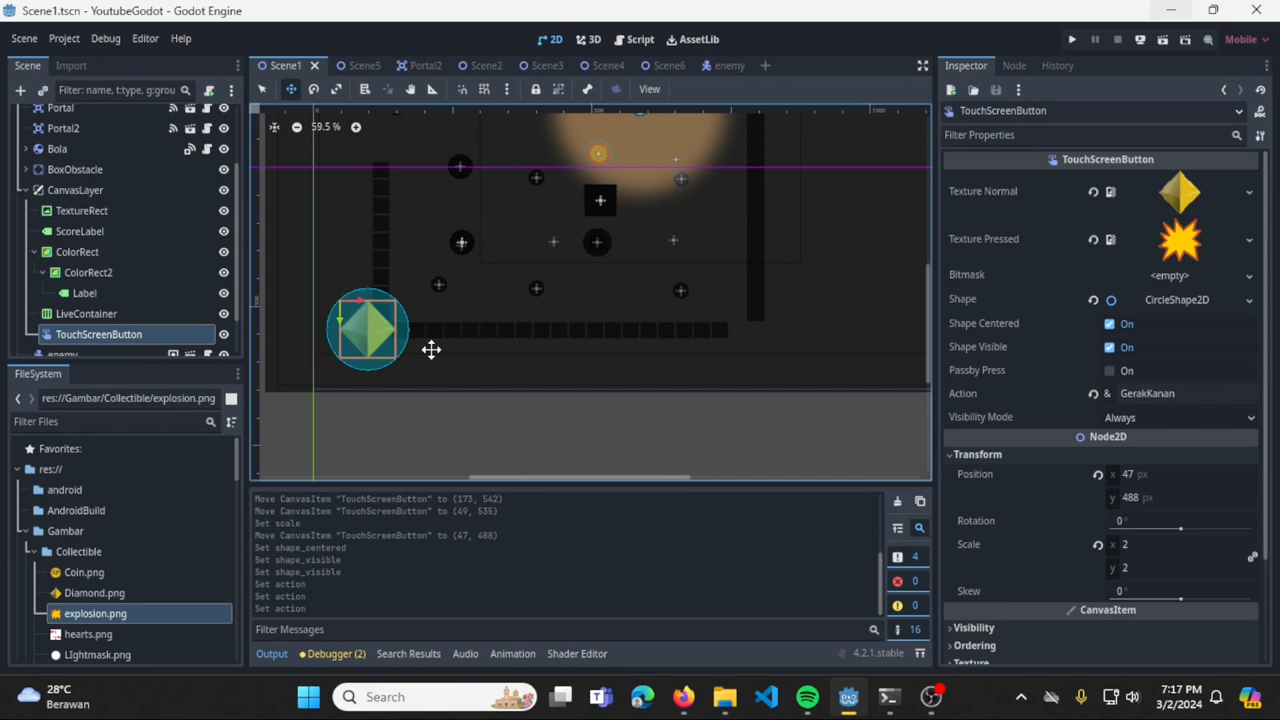 Scene1.tscn - YoutubeGodot - Godot Engine
Scene Project Debug Editor Help
2D 3D Script AssetLib
Mobile
Scene Import
Filter: name, t:type, g:grou
Portal
Portal2
Bola
BoxObstacle
CanvasLayer
TextureRect
ScoreLabel
ColorRect
ColorRect2
Label
LiveContainer
TouchScreenButton
enemy
FileSystem
res://Gambar/Collectible/explosion.png
Filter Files
Favorites:
res://
android
AndroidBuild
Gambar
Collectible
Coin.png
Diamond.png
explosion.png
hearts.png
LIghtmask.png
Scene1 Scene5 Portal2 Scene2 Scene3 Scene4 Scene6 enemy
View
0 500 1000
59.5 %
500
Move CanvasItem "TouchScreenButton" to (173, 542)
Move CanvasItem "TouchScreenButton" to (49, 535)
Set scale
Move CanvasItem "TouchScreenButton" to (47, 488)
Set shape_centered
Set shape_visible
Set shape_visible
Set action
Set action
Set action
4
0
0
16
Filter Messages
Output Debugger (2) Search Results Audio Animation Shader Editor 4.2.1.stable
Inspector Node History
TouchScreenButton
Filter Properties
TouchScreenButton
Texture Normal
Texture Pressed
Bitmask <empty>
Shape CircleShape2D
Shape Centered On
Shape Visible On
Passby Press On
Action & GerakKanan
Visibility Mode Always
Node2D
Transform
Position x 47 px
y 488 px
Rotation 0 °
Scale x 2
y 2
Skew 0 °
CanvasItem
Visibility
Ordering
Texture
28°C
Berawan
Search
7:17 PM
3/2/2024
PRE